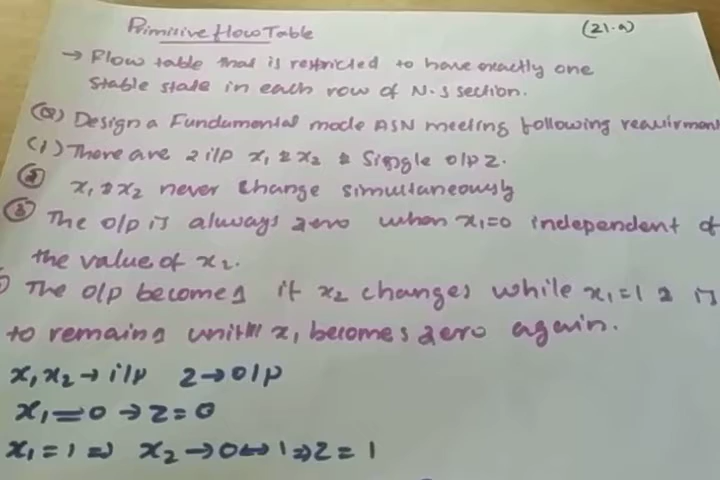 Primitive flow Table (21.a)
→ Flow table that is restricted to have exactly one
stable state in each row of N.S section.
(Q) Design a Fundamental mode ASN meeting following requirment
(1) There are 2 i/p x₁ & x₂ & Single o/p z.
② x₁ & x₂ never change simultaneously
③ The o/p is always zero when x₁=0 independent of
the value of x₂.
The o/p becomes 1 if x₂ changes while x₁=1 & is
to remain x₁ becomes zero again.
x₁ x₂ → i/p z → o/p
x₁ = 0 → z = 0
x₁ = 1 ⇒ x₂ → 0 ↔ 1 ⇒ z = 1